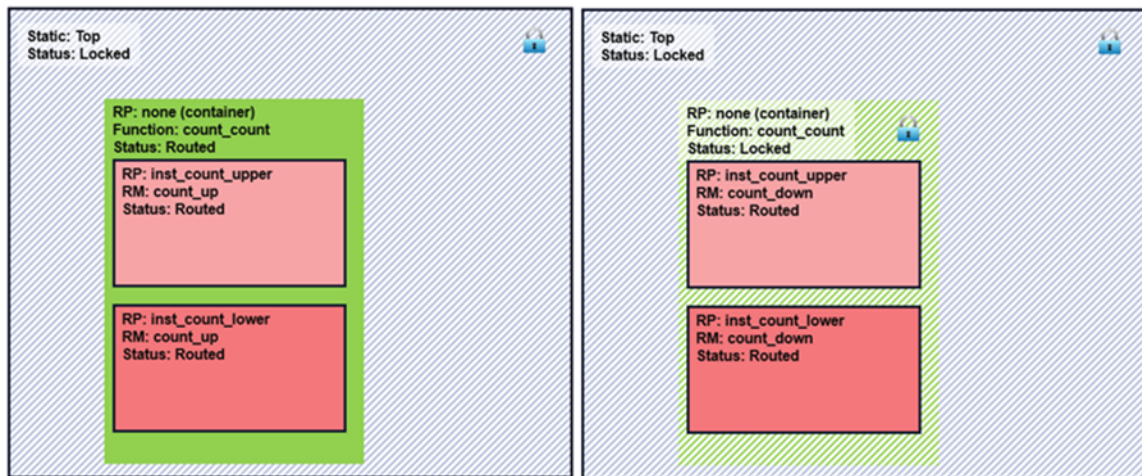 Static: Top
Status: Locked
RP: none (container)
Function: count_count
Status: Routed
RP: inst_count_upper
RM: count_up
Status: Routed
RP: inst_count_lower
RM: count_up
Status: Routed
Static: Top
Status: Locked
RP: none (container)
Function: count_count
Status: Locked
RP: inst_count_upper
RM: count_down
Status: Routed
RP: inst_count_lower
RM: count_down
Status: Routed